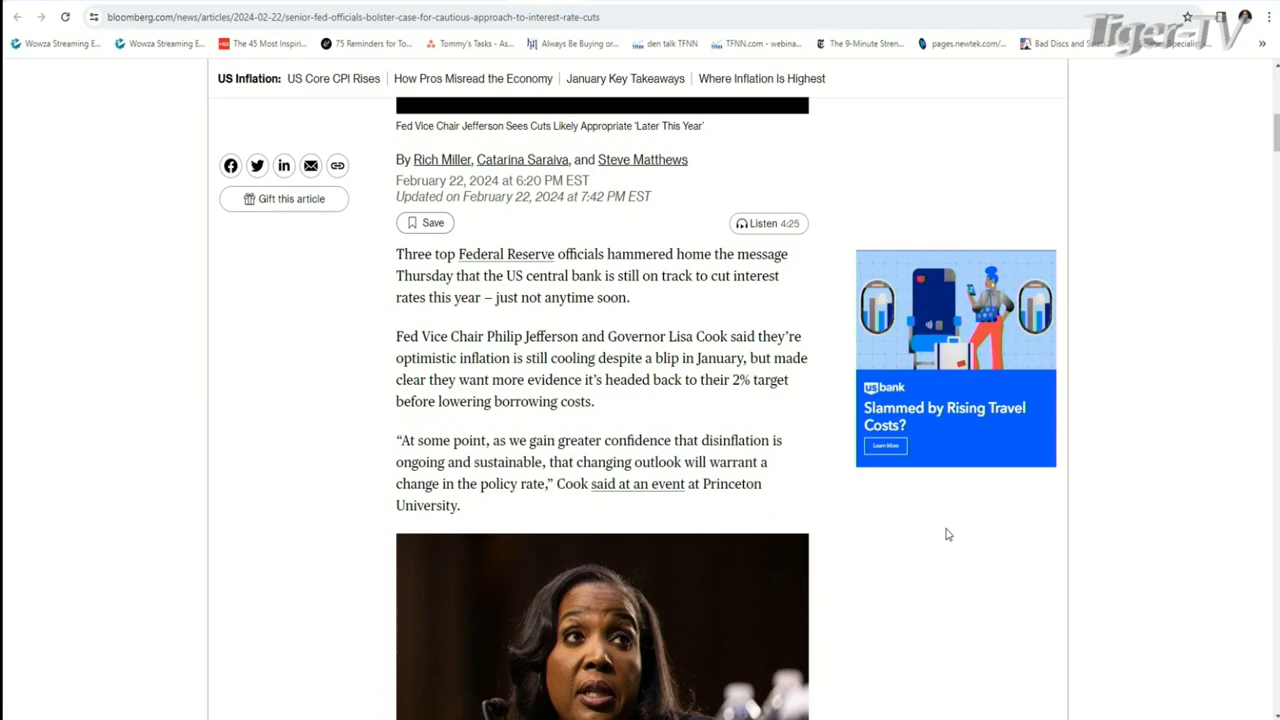 bloomberg.com/news/articles/2024-02-22/senior-fed-officials-bolster-case-for-cautious-approach-to-interest-rate-cuts
Tiger-TV
Wowza Streaming E...
Wowza Streaming E...
The 45 Most Inspiri...
75 Reminders for To...
Tommy's Tasks - As...
Always Be Buying or...
den talk TFNN
TFNN.com - webina...
The 9-Minute Stren...
pages.newtek.com/...
Bad Discs and
US Inflation: US Core CPI Rises How Pros Misread the Economy January Key Takeaways Where Inflation Is Highest
Fed Vice Chair Jefferson Sees Cuts Likely Appropriate 'Later This Year'
By Rich Miller, Catarina Saraiva, and Steve Matthews
February 22, 2024 at 6:20 PM EST
Updated on February 22, 2024 at 7:42 PM EST
Gift this article
Save
Listen 4:25
Three top Federal Reserve officials hammered home the message
Thursday that the US central bank is still on track to cut interest
rates this year – just not anytime soon.
Fed Vice Chair Philip Jefferson and Governor Lisa Cook said they're
optimistic inflation is still cooling despite a blip in January, but made
clear they want more evidence it's headed back to their 2% target
before lowering borrowing costs.
"At some point, as we gain greater confidence that disinflation is
ongoing and sustainable, that changing outlook will warrant a
change in the policy rate," Cook said at an event at Princeton
University.
usbank
Slammed by Rising Travel
Costs?
Learn More